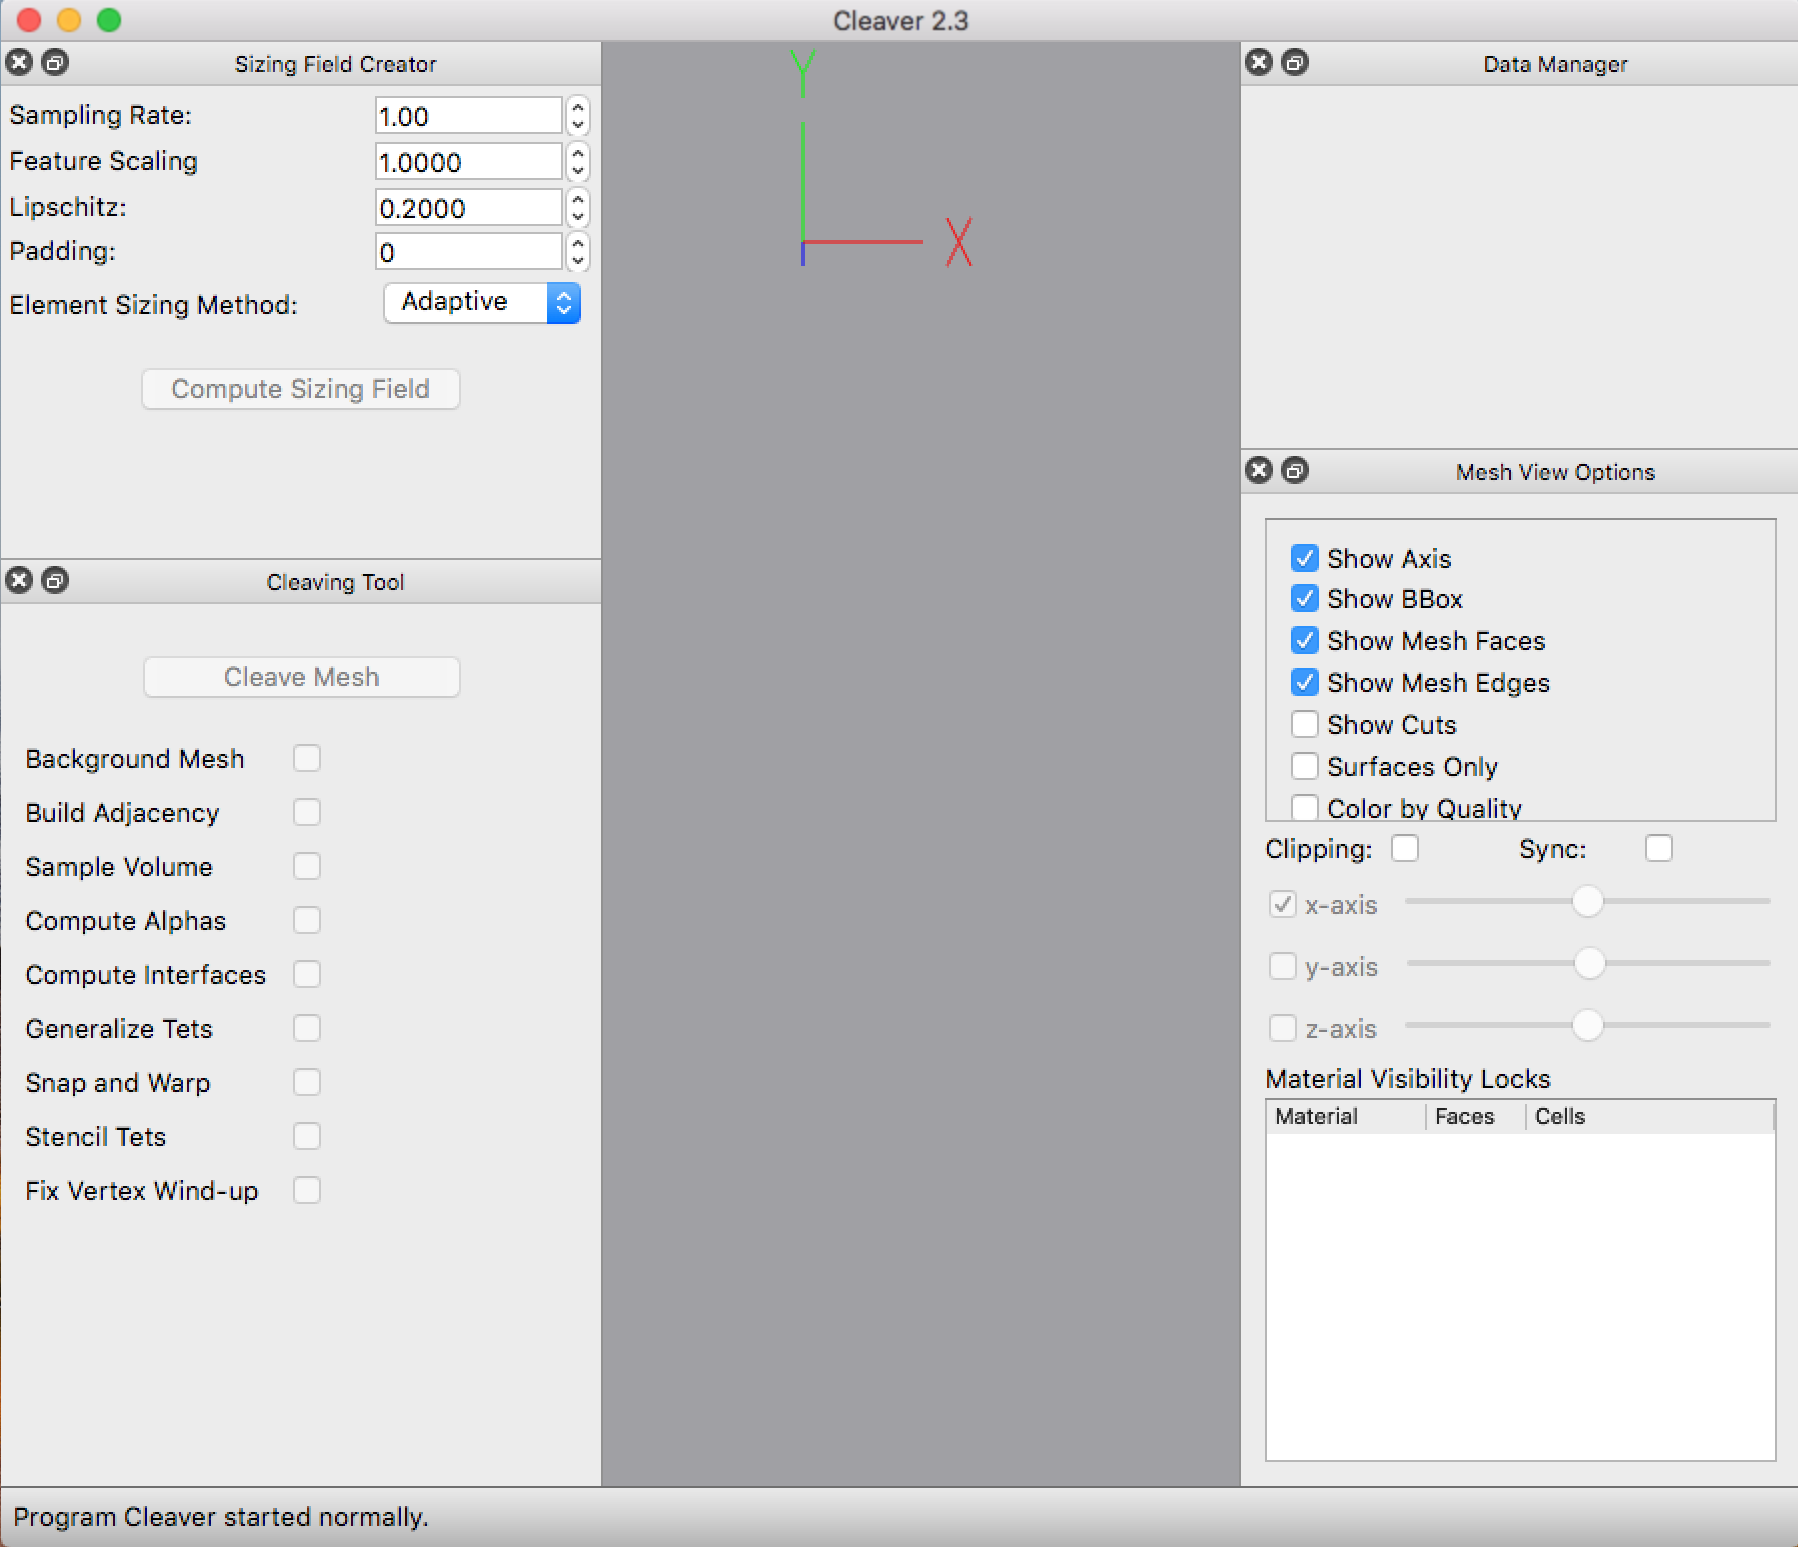 Cleaver 2.3
Sizing Field Creator
Sampling Rate: 1.00
Feature Scaling 1.0000
Lipschitz: 0.2000
Padding: 0
Element Sizing Method: Adaptive
Compute Sizing Field
Cleaving Tool
Cleave Mesh
Background Mesh
Build Adjacency
Sample Volume
Compute Alphas
Compute Interfaces
Generalize Tets
Snap and Warp
Stencil Tets
Fix Vertex Wind-up
Y
X
Data Manager
Mesh View Options
Show Axis
Show BBox
Show Mesh Faces
Show Mesh Edges
Show Cuts
Surfaces Only
Color by Quality
Clipping: Sync:
x-axis
y-axis
z-axis
Material Visibility Locks
Material Faces Cells
Program Cleaver started normally.